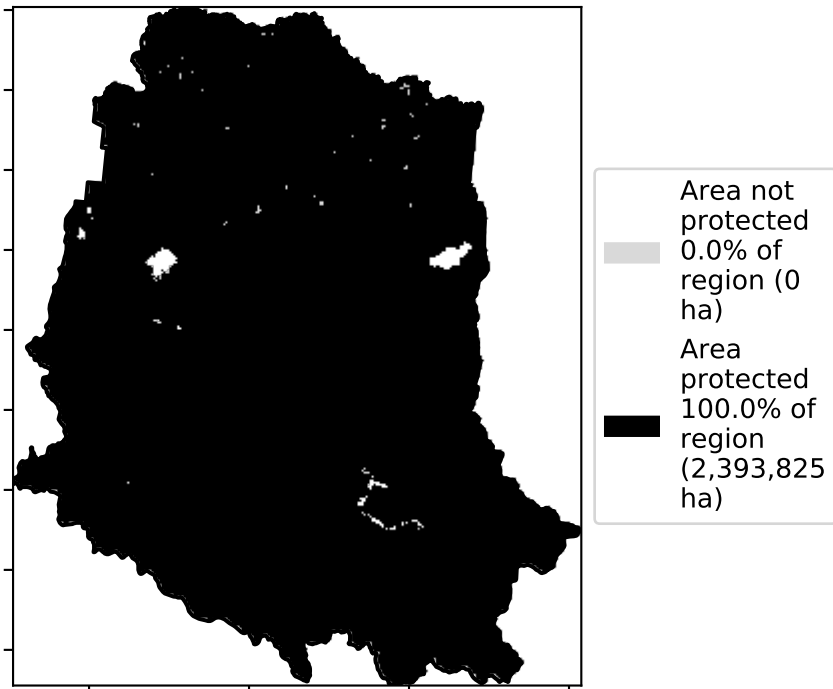 Area not
protected
0.0% of
region (0
ha)
Area
protected
100.0% of
region
(2,393,825
ha)